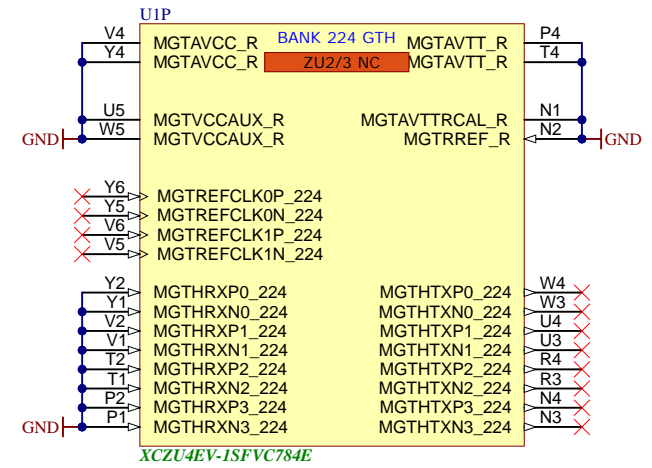 U1P
BANK 224 GTH
ZU2/3 NC
V4 MGTAVCC_R MGTAVTT_R P4
Y4 MGTAVCC_R MGTAVTT_R T4
U5 MGTVCCAUX_R MGTAVTTRCAL_R N1
GND W5 MGTVCCAUX_R MGTRREF_R N2 GND
Y6 MGTREFCLK0P_224
Y5 MGTREFCLK0N_224
V6 MGTREFCLK1P_224
V5 MGTREFCLK1N_224
Y2 MGTHRXP0_224 MGTHTXP0_224 W4
Y1 MGTHRXN0_224 MGTHTXN0_224 W3
V2 MGTHRXP1_224 MGTHTXP1_224 U4
V1 MGTHRXN1_224 MGTHTXN1_224 U3
T2 MGTHRXP2_224 MGTHTXP2_224 R4
T1 MGTHRXN2_224 MGTHTXN2_224 R3
P2 MGTHRXP3_224 MGTHTXP3_224 N4
GND P1 MGTHRXN3_224 MGTHTXN3_224 N3
XCZU4EV-1SFVC784E